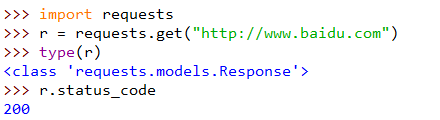 >>> import requests
>>> r = requests.get("http://www.baidu.com")
>>> type(r)
<class 'requests.models.Response'>
>>> r.status_code
200